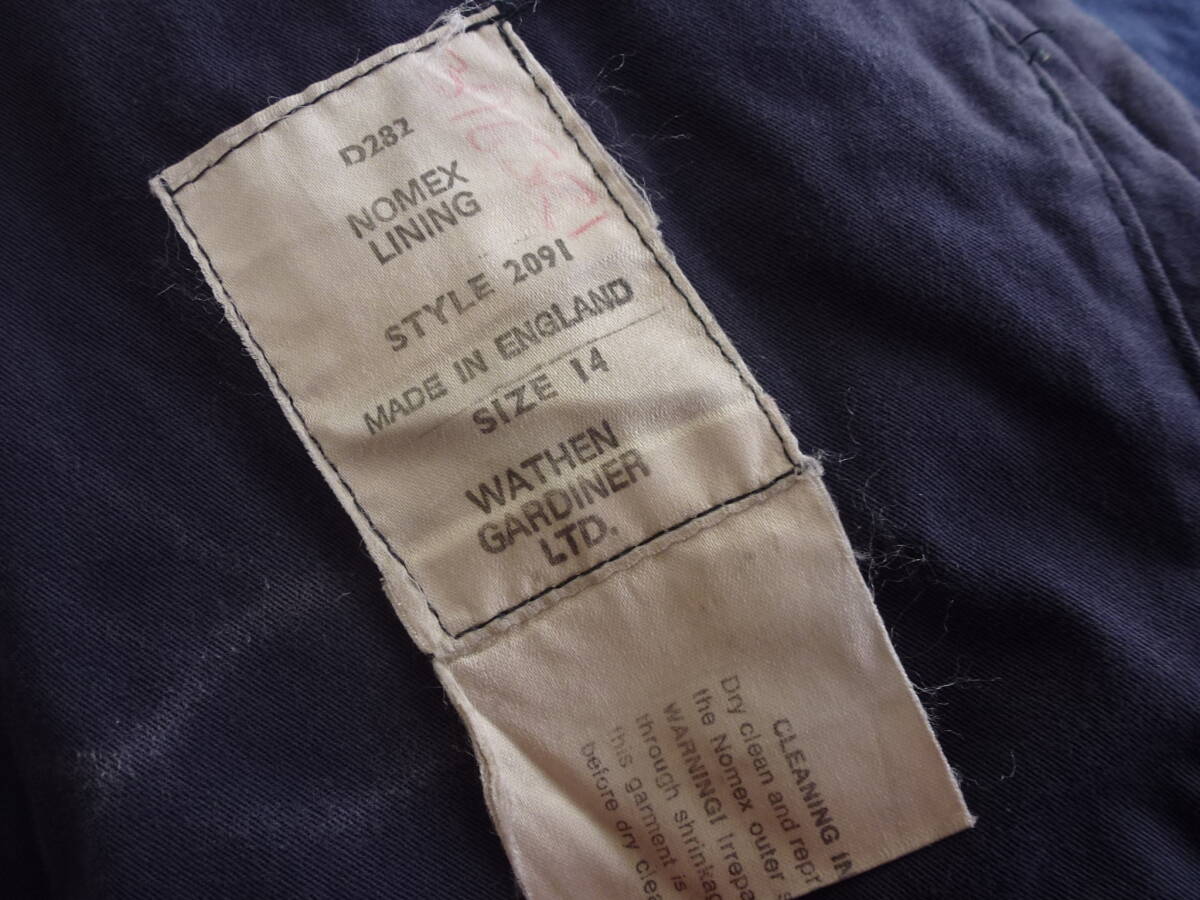 D282
NOMEX
LINING
STYLE 2091
MADE IN ENGLAND
SIZE 14
WATHEN
GARDINER
LTD.
CLEANING IN
Dry clean and repr
the Nomex outer s
WARNING! Irrepa
through shrinkag
this garment is
before dry clea